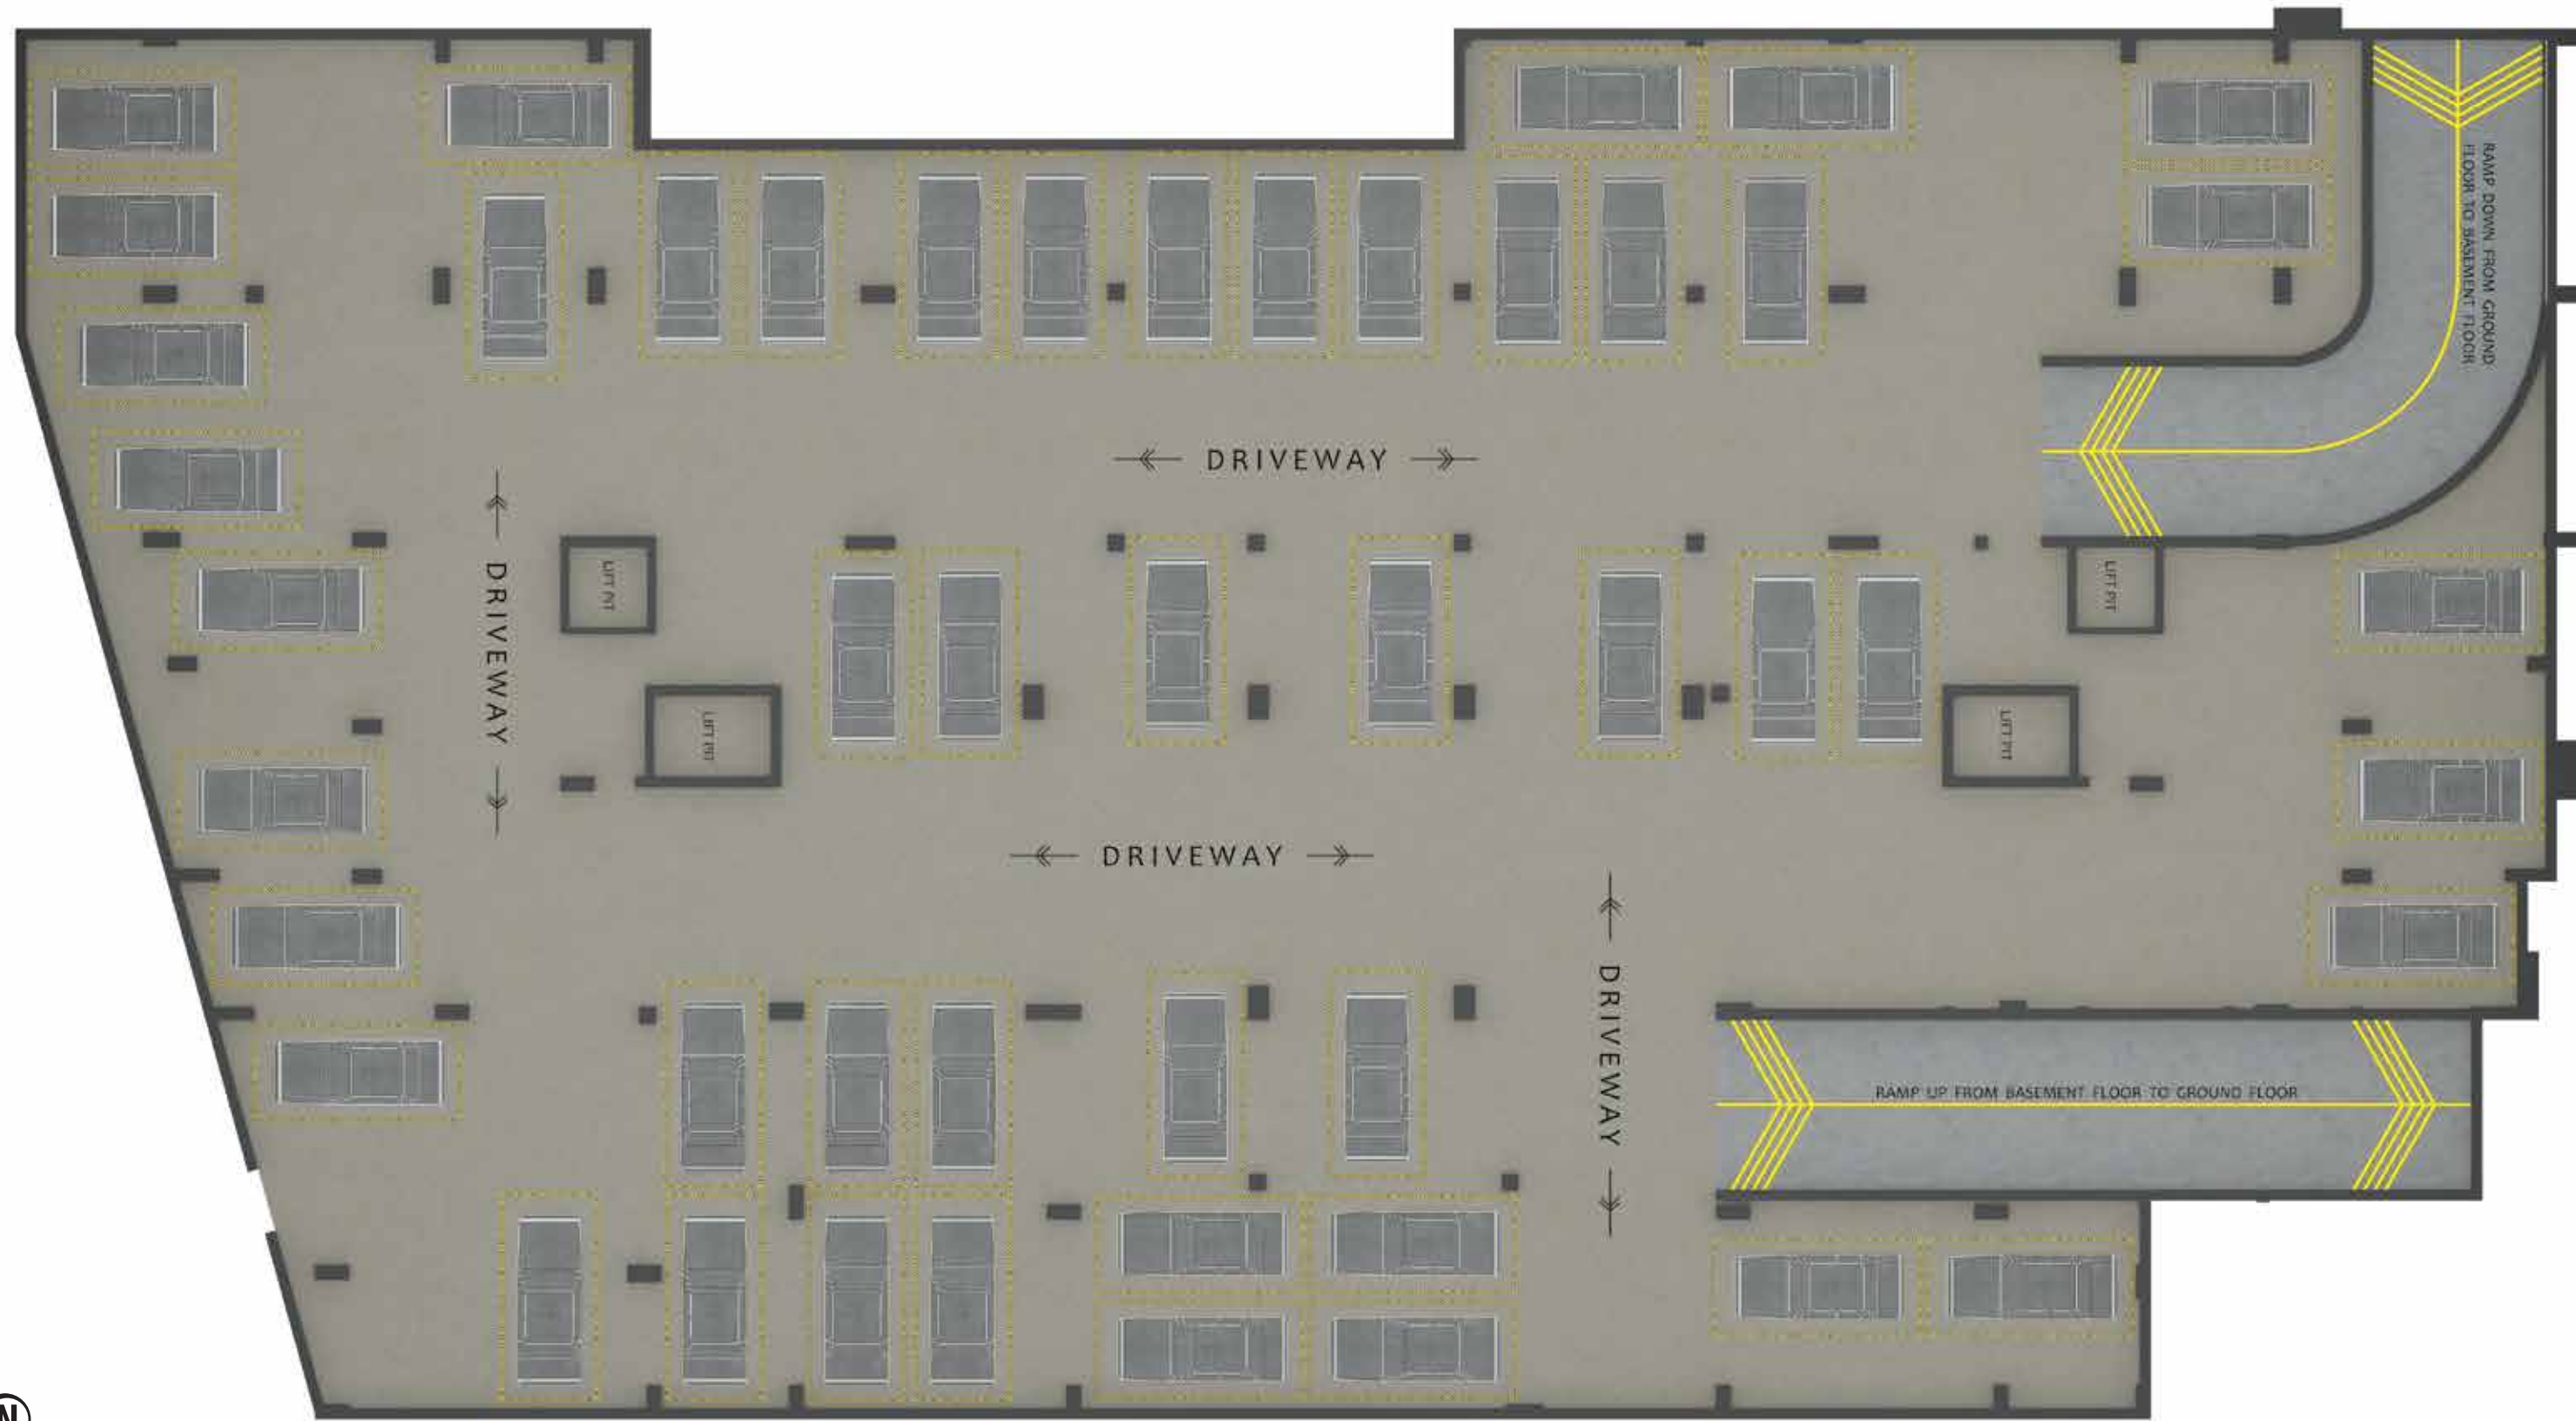 RAMP DOWN FROM GROUND
FLOOR TO BASEMENT FLOOR
DRIVEWAY
DRIVEWAY
LIFT PIT
LIFT PIT
LIFT PIT
LIFT PIT
DRIVEWAY
DRIVEWAY
RAMP UP FROM BASEMENT FLOOR TO GROUND FLOOR
N